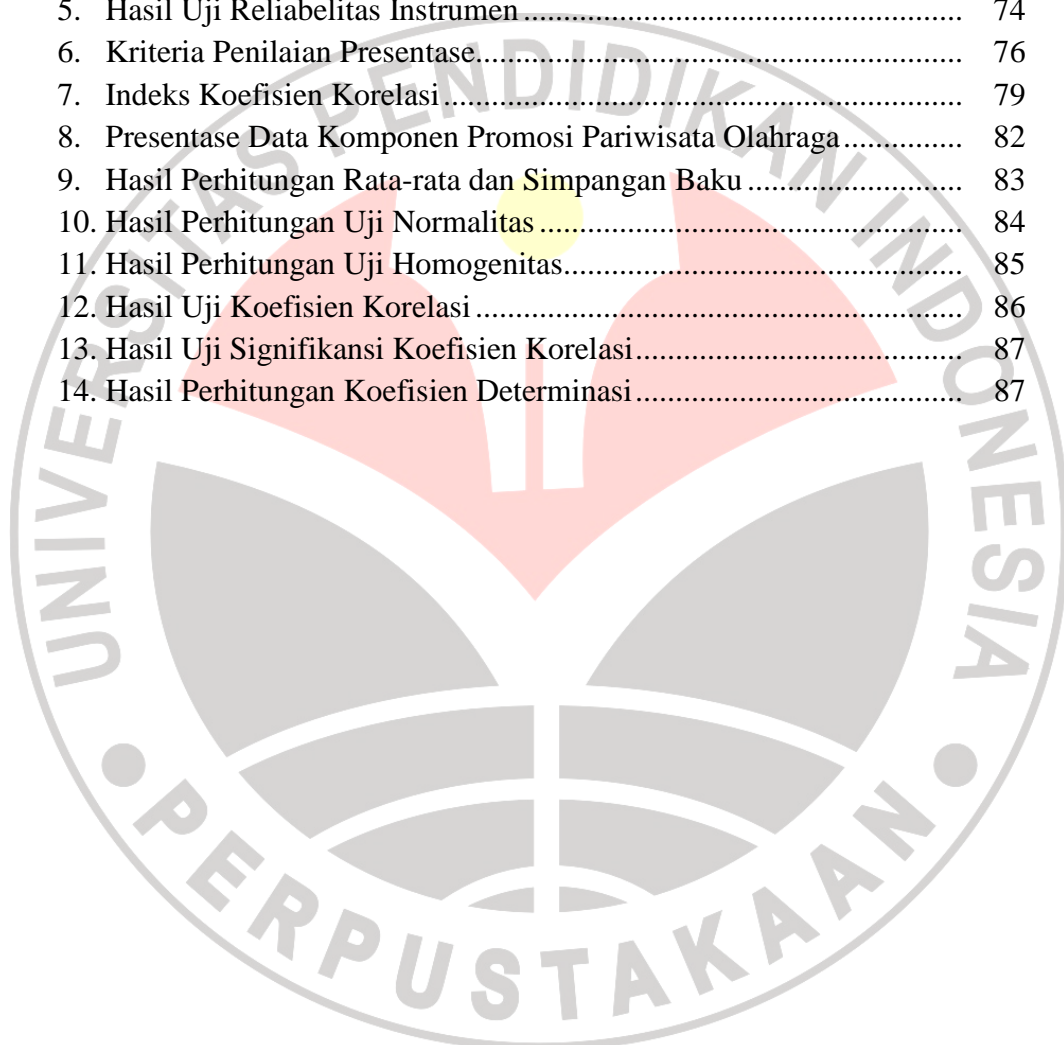 5. Hasil Uji Reliabelitas Instrumen ........................................................ 74
6. Kriteria Penilaian Presentase............................................................. 76
7. Indeks Koefisien Korelasi.................................................................. 79
8. Presentase Data Komponen Promosi Pariwisata Olahraga............... 82
9. Hasil Perhitungan Rata-rata dan Simpangan Baku ........................... 83
10. Hasil Perhitungan Uji Normalitas ...................................................... 84
11. Hasil Perhitungan Uji Homogenitas................................................... 85
12. Hasil Uji Koefisien Korelasi .............................................................. 86
13. Hasil Uji Signifikansi Koefisien Korelasi.......................................... 87
14. Hasil Perhitungan Koefisien Determinasi.......................................... 87
UNIVERSITAS PENDIDIKAN INDONESIA
PERPUSTAKAAN